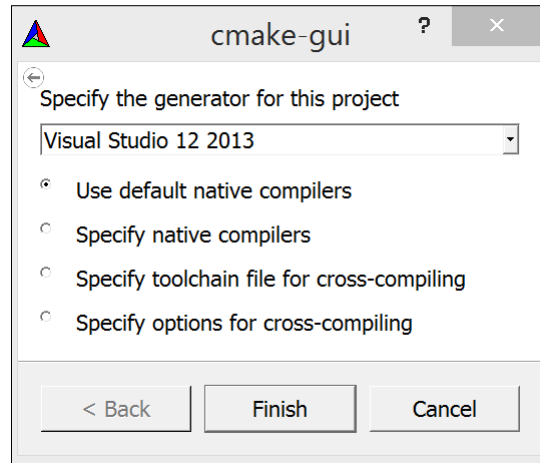 cmake-gui ?
Specify the generator for this project
Visual Studio 12 2013
Use default native compilers
Specify native compilers
Specify toolchain file for cross-compiling
Specify options for cross-compiling
< Back Finish Cancel